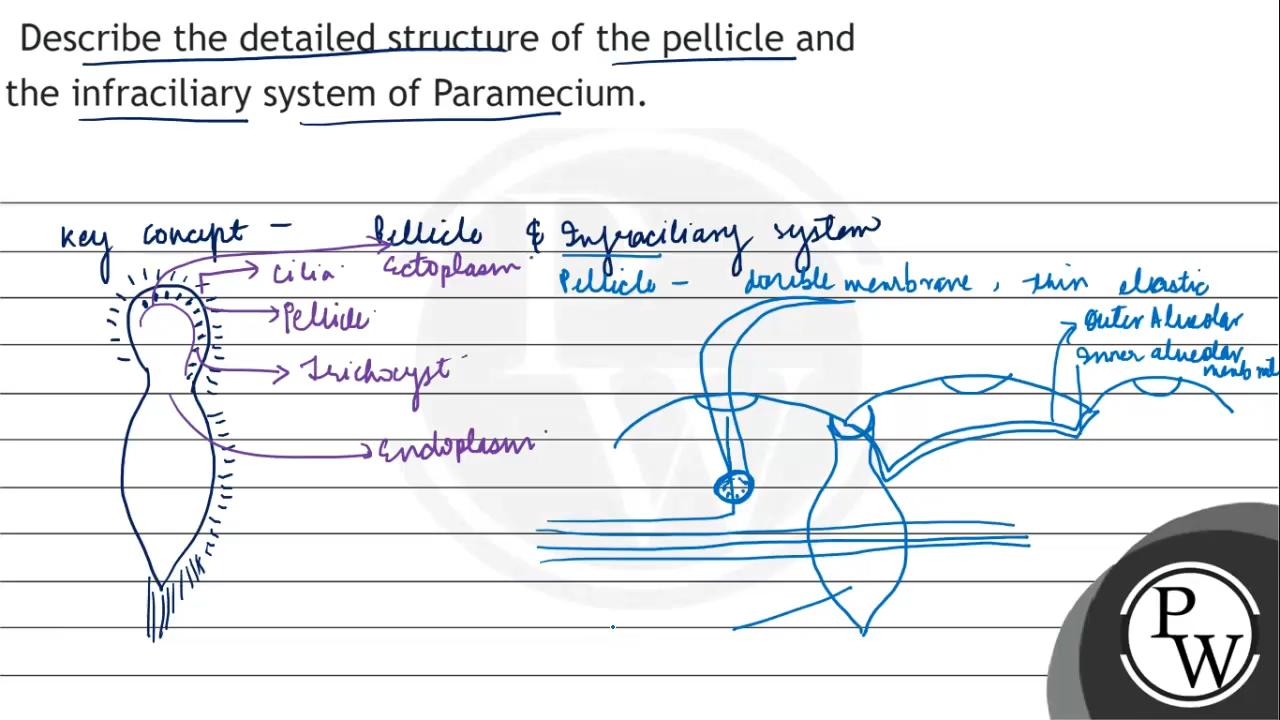 Describe the detailed structure of the pellicle and
the infraciliary system of Paramecium.
Key concept - Pellicle & Infraciliary system
Ectoplasm
Cilia
Pellicle - double membrane, thin elastic
Pellicle
Outer Alveolar
Inner alveolar
Trichocyst
Endoplasm
PW